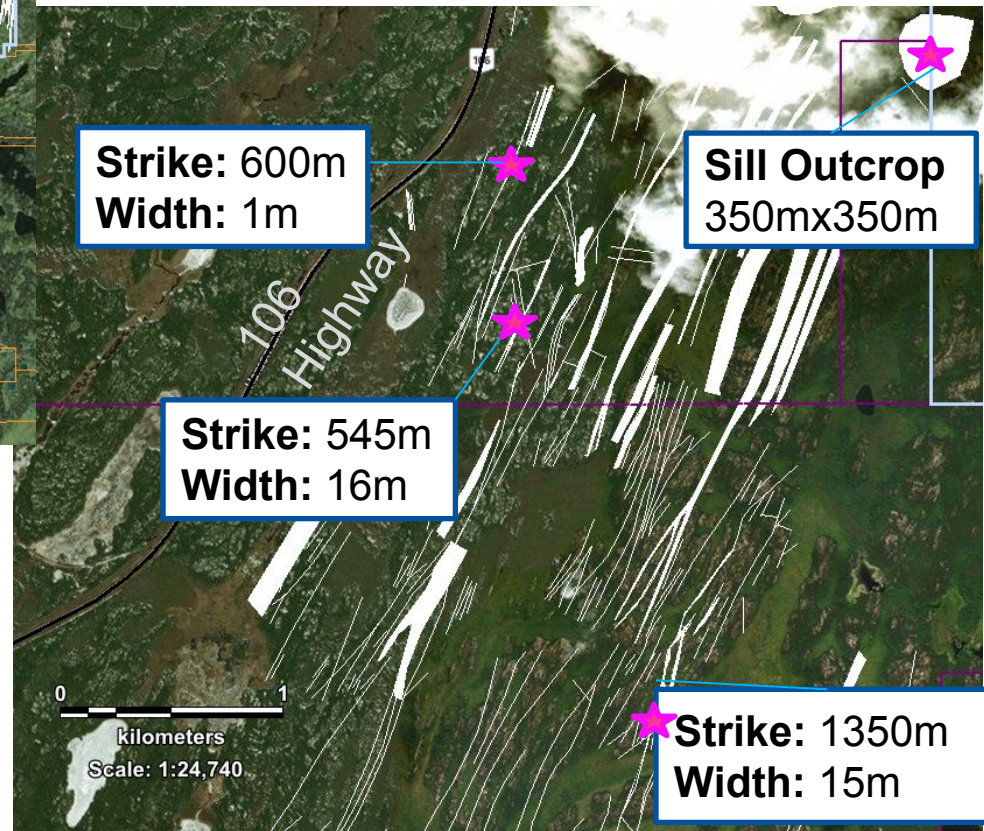 106
Strike: 600m
Width: 1m
Sill Outcrop
350mx350m
106
Highway
Strike: 545m
Width: 16m
0 1
kilometers
Scale: 1:24,740
Strike: 1350m
Width: 15m